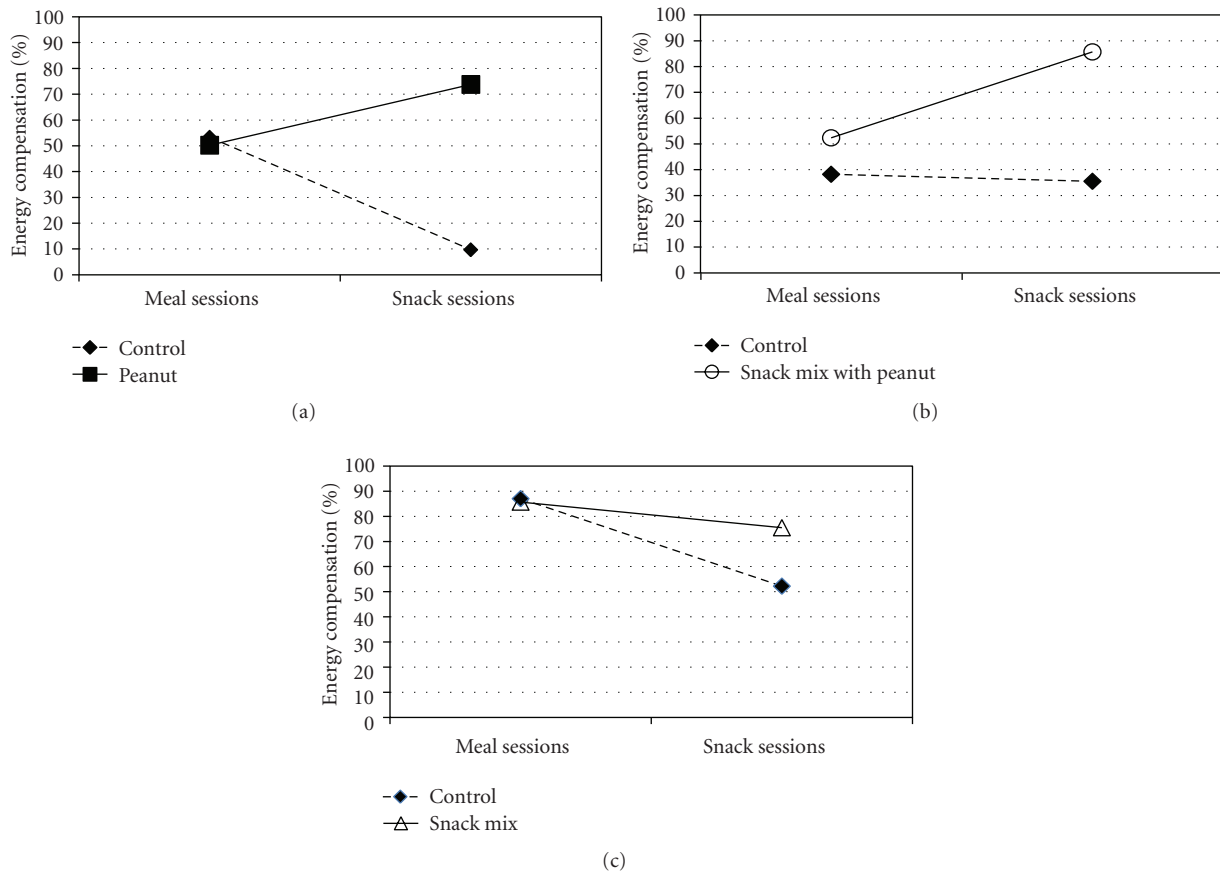 100
90
80
70
60
50
40
30
20
10
0
Energy compensation (%)
Meal sessions
Snack sessions
Control
Peanut
(a)
100
90
80
70
60
50
40
30
20
10
0
Energy compensation (%)
Meal sessions
Snack sessions
Control
Snack mix with peanut
(b)
100
90
80
70
60
50
40
30
20
10
0
Energy compensation (%)
Meal sessions
Snack sessions
Control
Snack mix
(c)